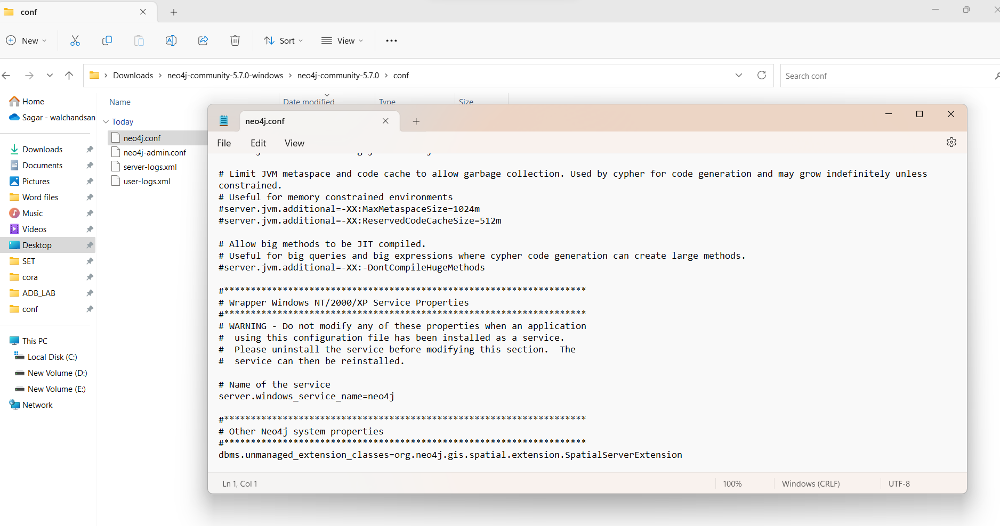 conf
New
Sort
View
Downloads
neo4j-community-5.7.0-windows
neo4j-community-5.7.0
conf
Search conf
Home
Sagar - walchandsan
Downloads
Documents
Pictures
Word files
Music
Videos
Desktop
SET
cora
ADB_LAB
conf
This PC
Local Disk (C:)
New Volume (D:)
New Volume (E:)
Network
Name
Date modified
Type
Size
Today
neo4j.conf
neo4j-admin.conf
server-logs.xml
user-logs.xml
neo4j.conf
File
Edit
View
# Limit JVM metaspace and code cache to allow garbage collection. Used by cypher for code generation and may grow indefinitely unless
constrained.
# Useful for memory constrained environments
#server.jvm.additional=-XX:MaxMetaspaceSize=1024m
#server.jvm.additional=-XX:ReservedCodeCacheSize=512m
# Allow big methods to be JIT compiled.
# Useful for big queries and big expressions where cypher code generation can create large methods.
#server.jvm.additional=-XX:-DontCompileHugeMethods
#********************************************************************
# Wrapper Windows NT/2000/XP Service Properties
#********************************************************************
# WARNING - Do not modify any of these properties when an application
#  using this configuration file has been installed as a service.
#  Please uninstall the service before modifying this section.  The
#  service can then be reinstalled.
# Name of the service
server.windows_service_name=neo4j
#********************************************************************
# Other Neo4j system properties
#********************************************************************
dbms.unmanaged_extension_classes=org.neo4j.gis.spatial.extension.SpatialServerExtension
Ln 1, Col 1
100%
Windows (CRLF)
UTF-8